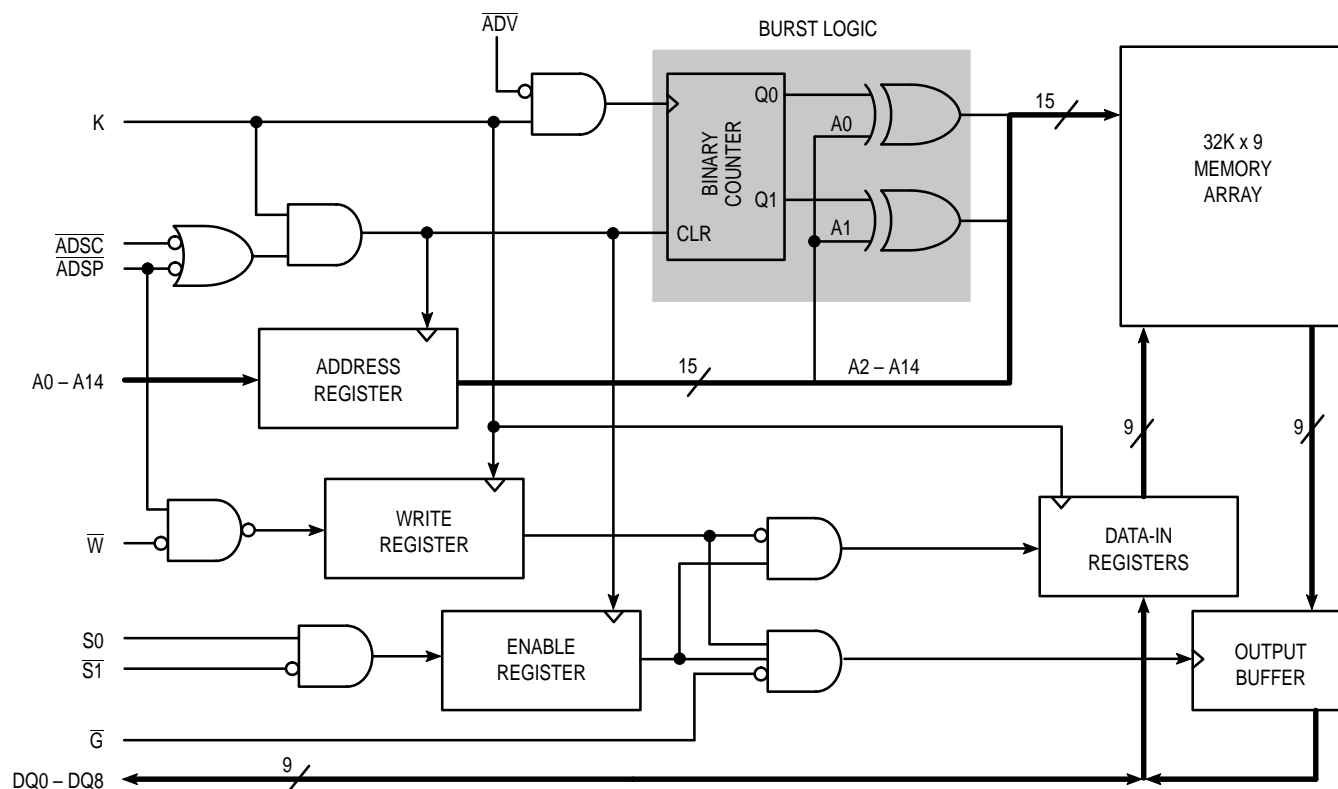 ADV
BURST LOGIC
K
BINARY
COUNTER
Q0
A0
Q1
A1
CLR
15
32K x 9
MEMORY
ARRAY
ADSC
ADSP
A0 – A14
ADDRESS
REGISTER
15
A2 – A14
9
9
W
WRITE
REGISTER
DATA-IN
REGISTERS
S0
S1
ENABLE
REGISTER
OUTPUT
BUFFER
G
DQ0 – DQ8
9